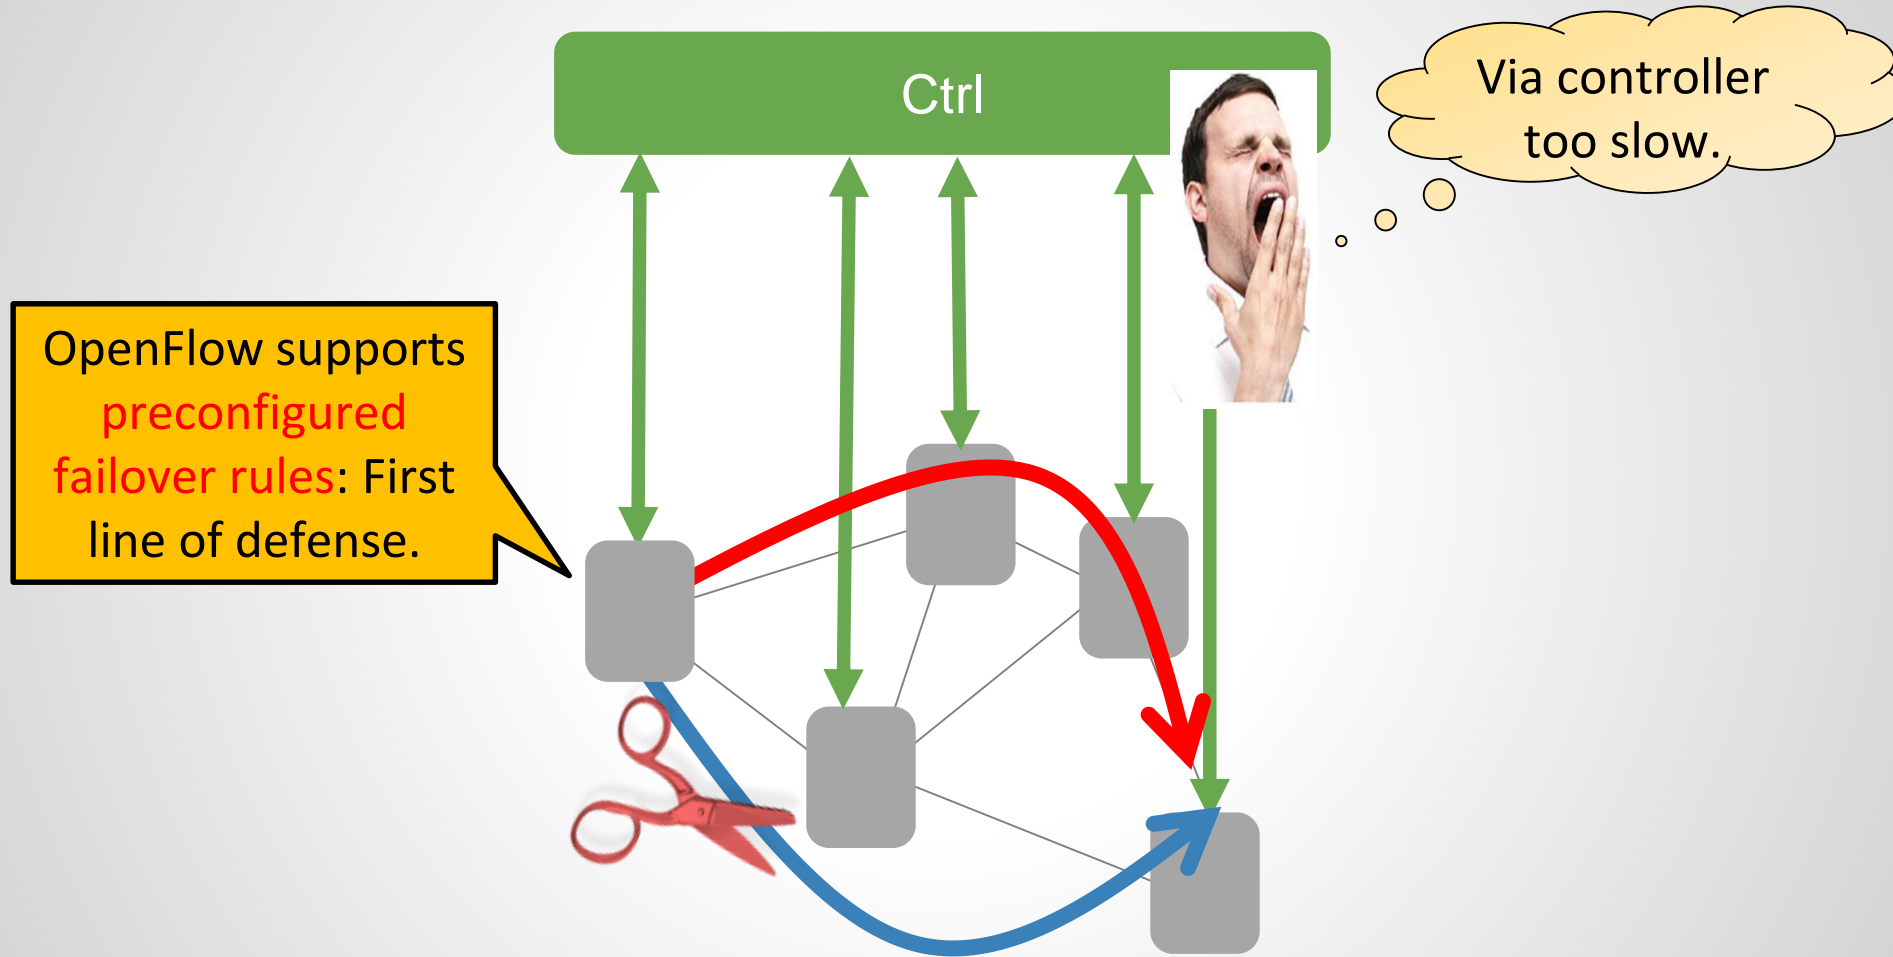 Ctrl
Via controller
too slow.
OpenFlow supports
preconfigured
failover rules: First
line of defense.